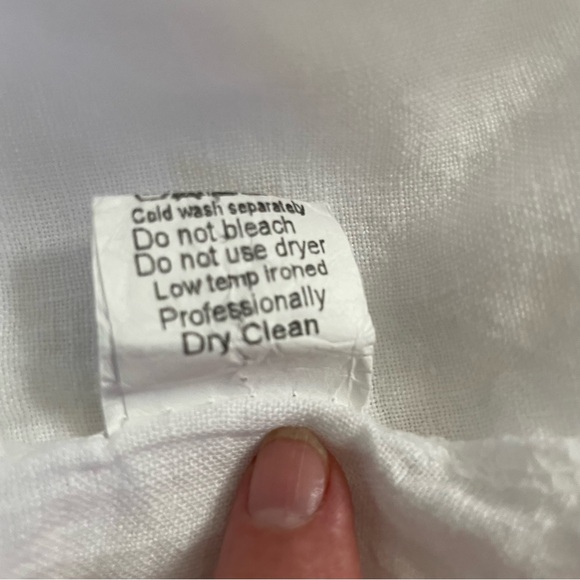 Cold wash separately
Do not bleach
Do not use dryer
Low temp ironed
Professionally
Dry Clean